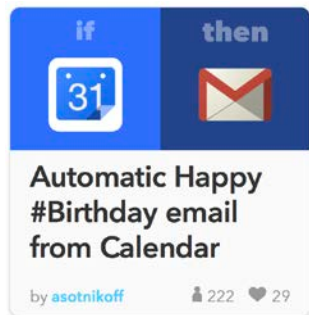 if then
31
Automatic Happy
#Birthday email
from Calendar
by asotnikoff 222 29